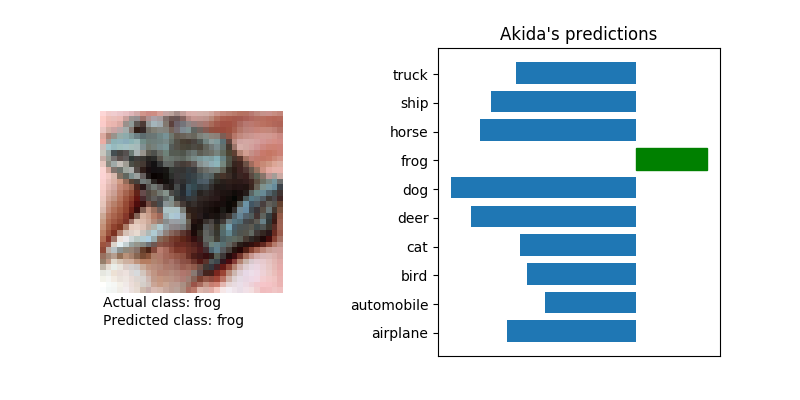 Akida's predictions
truck
ship
horse
frog
dog
deer
cat
bird
automobile
airplane
Actual class: frog
Predicted class: frog